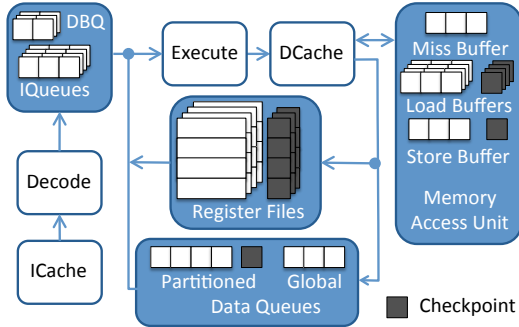 DBQ
IQueues
Execute
DCache
Miss Buffer
Load Buffers
Store Buffer
Memory
Access Unit
Decode
Register Files
ICache
Partitioned
Global
Data Queues
Checkpoint